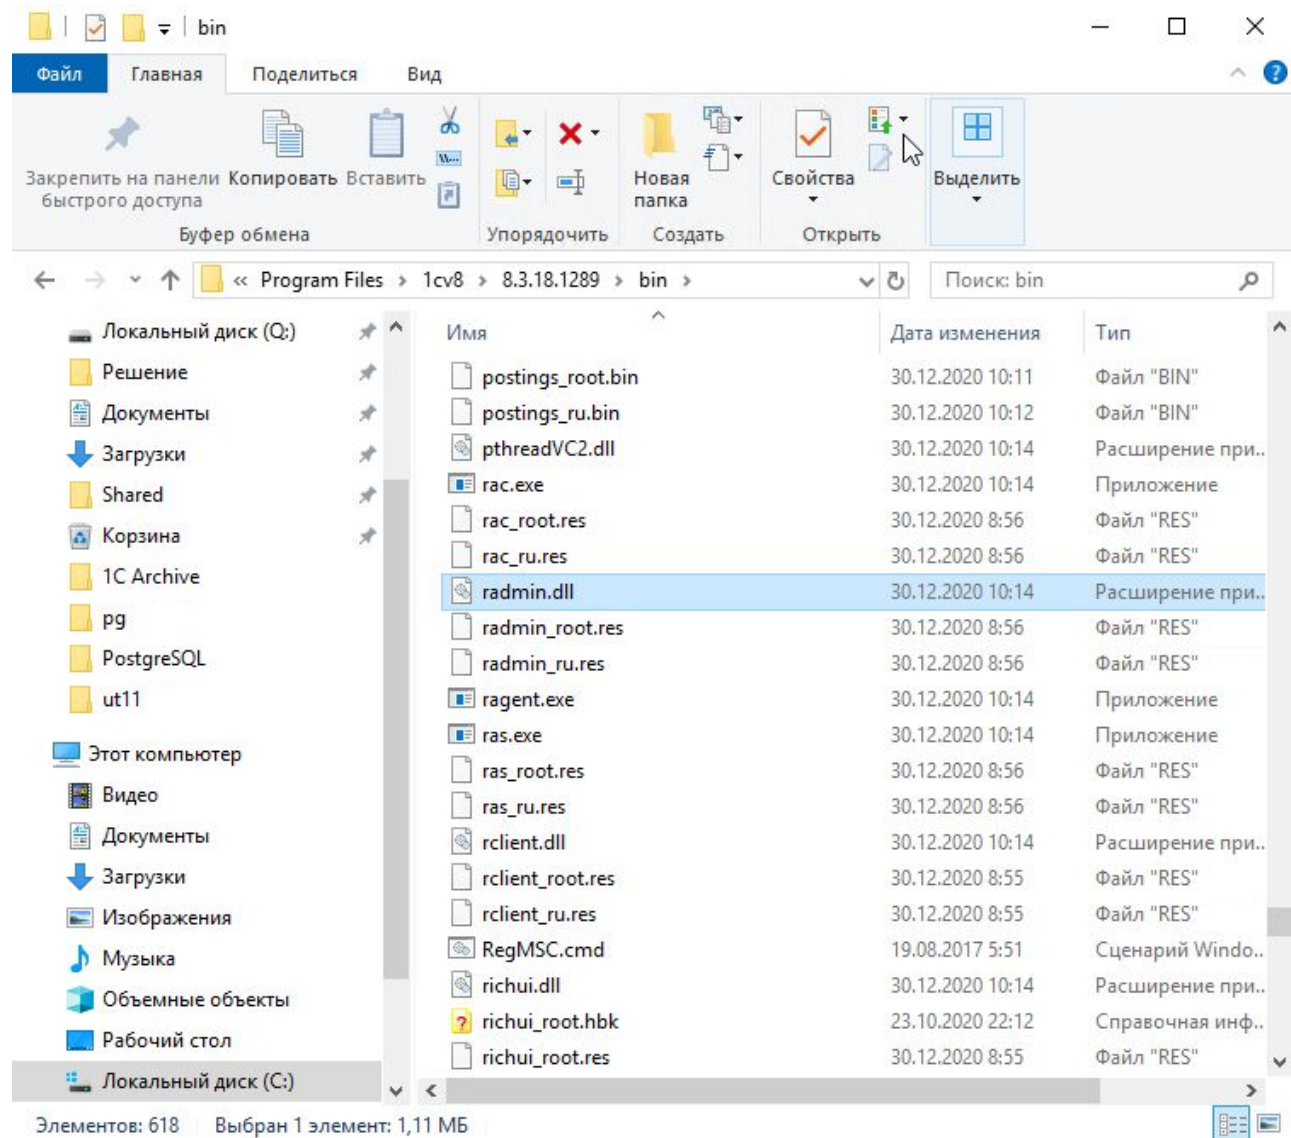 bin
Файл Главная Поделиться Вид
Закрепить на панели быстрого доступа
Копировать
Вставить
Новая папка
Свойства
Выделить
Буфер обмена Упорядочить Создать Открыть
« Program Files > 1cv8 > 8.3.18.1289 > bin > Поиск: bin
Локальный диск (Q:)
Решение
Документы
Загрузки
Shared
Корзина
1C Archive
pg
PostgreSQL
ut11
Этот компьютер
Видео
Документы
Загрузки
Изображения
Музыка
Объемные объекты
Рабочий стол
Локальный диск (C:)
Имя Дата изменения Тип
postings_root.bin 30.12.2020 10:11 Файл "BIN"
postings_ru.bin 30.12.2020 10:12 Файл "BIN"
pthreadVC2.dll 30.12.2020 10:14 Расширение при...
rac.exe 30.12.2020 10:14 Приложение
rac_root.res 30.12.2020 8:56 Файл "RES"
rac_ru.res 30.12.2020 8:56 Файл "RES"
radmin.dll 30.12.2020 10:14 Расширение при...
radmin_root.res 30.12.2020 8:56 Файл "RES"
radmin_ru.res 30.12.2020 8:56 Файл "RES"
ragent.exe 30.12.2020 10:14 Приложение
ras.exe 30.12.2020 10:14 Приложение
ras_root.res 30.12.2020 8:56 Файл "RES"
ras_ru.res 30.12.2020 8:56 Файл "RES"
rclient.dll 30.12.2020 10:14 Расширение при...
rclient_root.res 30.12.2020 8:55 Файл "RES"
rclient_ru.res 30.12.2020 8:55 Файл "RES"
RegMSC.cmd 19.08.2017 5:51 Сценарий Windo...
richui.dll 30.12.2020 10:14 Расширение при...
richui_root.hbk 23.10.2020 22:12 Справочная инф...
richui_root.res 30.12.2020 8:55 Файл "RES"
Элементов: 618 Выбран 1 элемент: 1,11 МБ